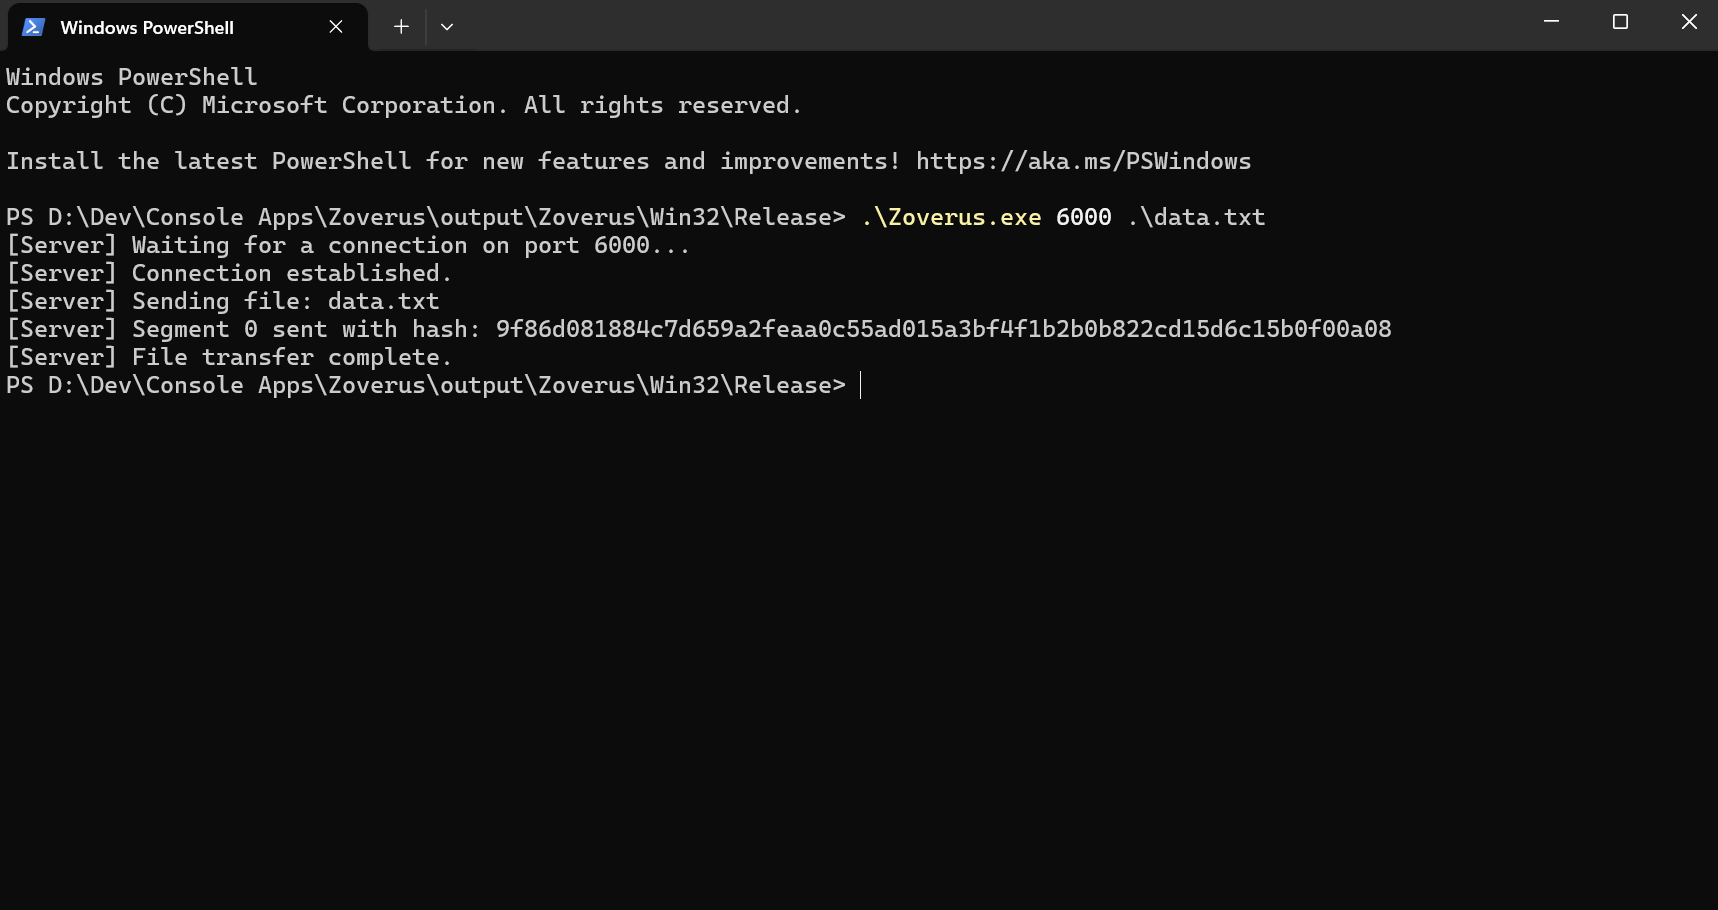 Windows PowerShell
Windows PowerShell
Copyright (C) Microsoft Corporation. All rights reserved.
Install the latest PowerShell for new features and improvements! https://aka.ms/PSWindows
PS D:\Dev\Console Apps\Zoverus\output\Zoverus\Win32\Release> .\Zoverus.exe 6000 .\data.txt
[Server] Waiting for a connection on port 6000...
[Server] Connection established.
[Server] Sending file: data.txt
[Server] Segment 0 sent with hash: 9f86d081884c7d659a2feaa0c55ad015a3bf4f1b2b0b822cd15d6c15b0f00a08
[Server] File transfer complete.
PS D:\Dev\Console Apps\Zoverus\output\Zoverus\Win32\Release>